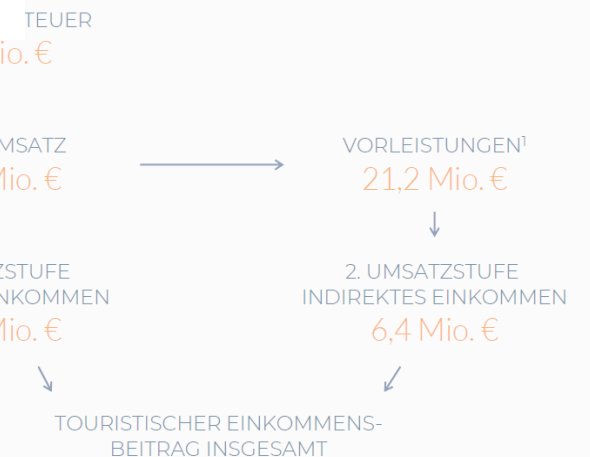 TEUER
io. €
MSATZ
VORLEISTUNGEN¹
Mio. €
21,2 Mio. €
ZSTUFE
2. UMSATZSTUFE
NKOMMEN
INDIREKTES EINKOMMEN
Mio. €
6,4 Mio. €
TOURISTISCHER EINKOMMENS-
BEITRAG INSGESAMT